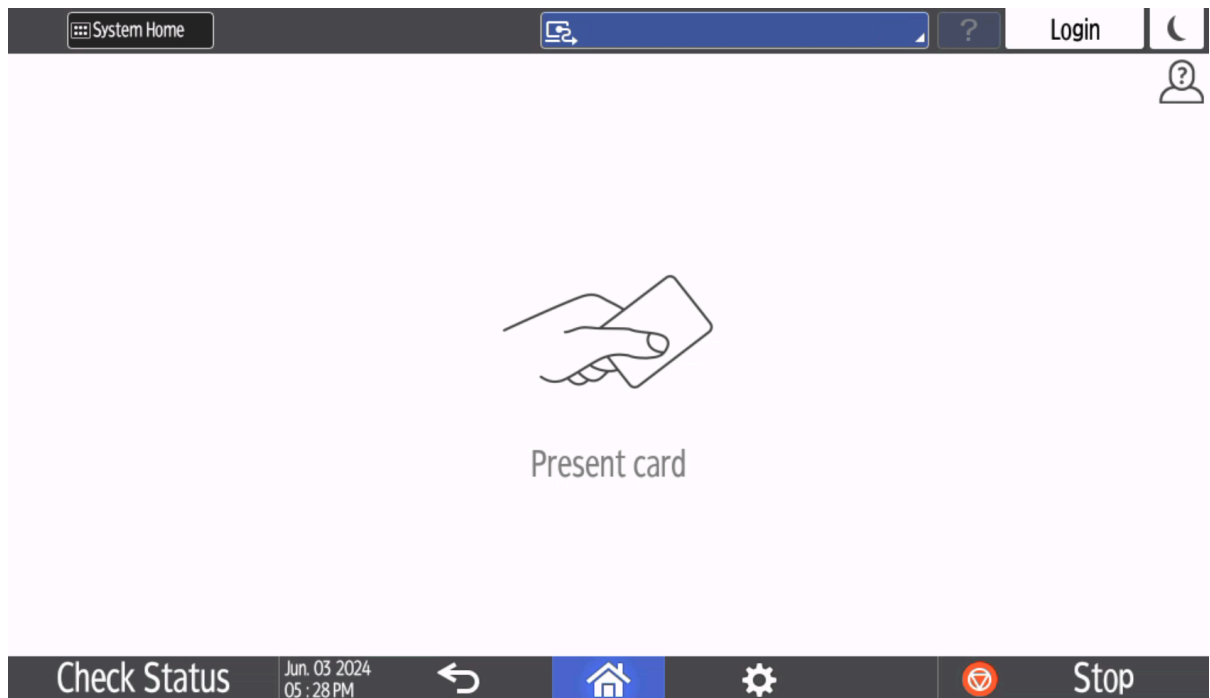 System Home
?
Login
?
Present card
Check Status
Jun. 03 2024
05 : 28 PM
Stop